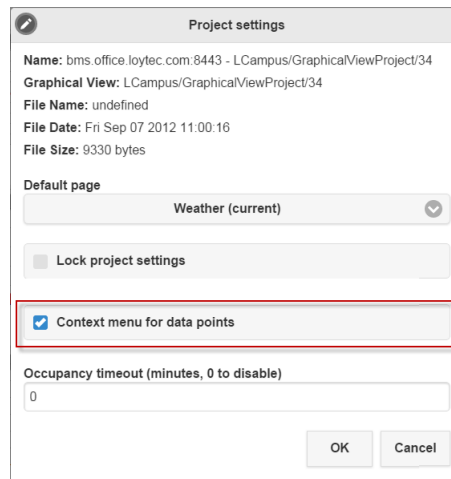 Project settings
Name: bms.office.loytec.com:8443 - LCampus/GraphicalViewProject/34
Graphical View: LCampus/GraphicalViewProject/34
File Name: undefined
File Date: Fri Sep 07 2012 11:00:16
File Size: 9330 bytes
Default page
Weather (current)
Lock project settings
Context menu for data points
Occupancy timeout (minutes, 0 to disable)
0
OK Cancel